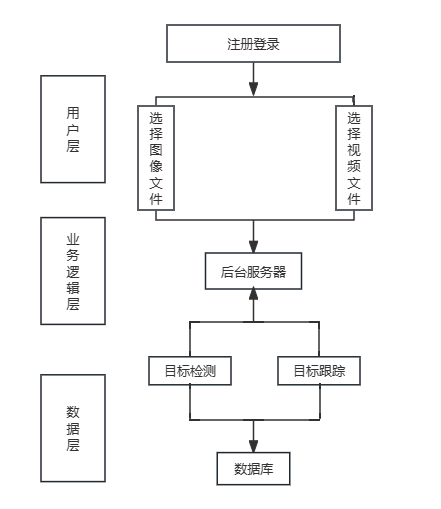 注册登录
用户层
选择图像文件
选择视频文件
业务逻辑层
后台服务器
目标检测
目标跟踪
数据层
数据库